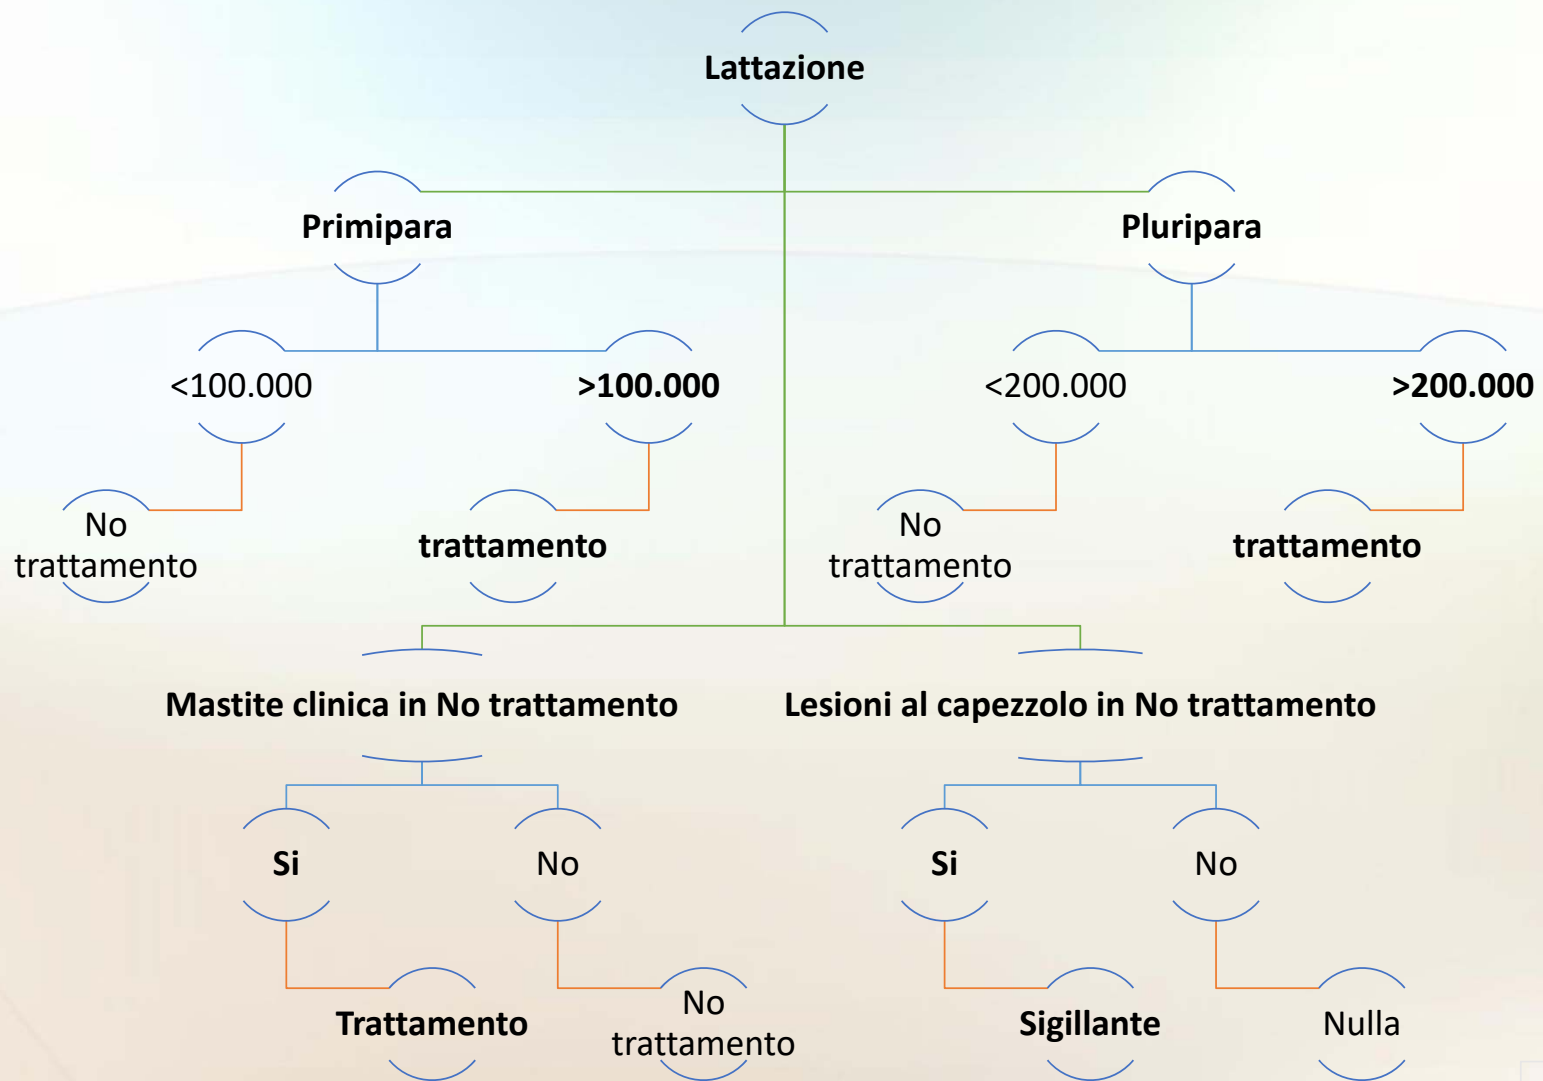 Lattazione
Primipara
Pluripara
<100.000
>100.000
<200.000
>200.000
No
trattamento
trattamento
No
trattamento
trattamento
Mastite clinica in No trattamento
Lesioni al capezzolo in No trattamento
Si
No
Si
No
Trattamento
No
trattamento
Sigillante
Nulla